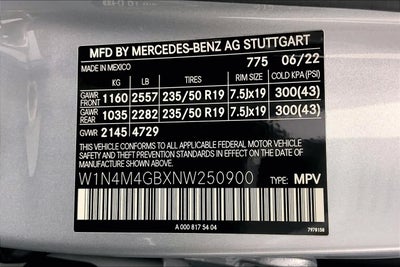 MFD BY MERCEDES-BENZ AG STUTTGART
MADE IN MEXICO 775 06/22
KG LB TIRES RIM SIZE COLD KPA (PSI)
GAWR FRONT 1160 2557 235/50 R19 7.5Jx19 300(43)
GAWR REAR 1035 2282 235/50 R19 7.5Jx19 300(43)
GVWR 2145 4729
THIS VEHICLE CONFORMS TO ALL
APPLICABLE FEDERAL MOTOR VEHICLE
SAFETY STANDARDS IN EFFECT ON THE
DATE OF MANUFACTURE SHOWN ABOVE.
W1N4M4GBXNW250900 TYPE: MPV
A 000 817 54 04
7979158